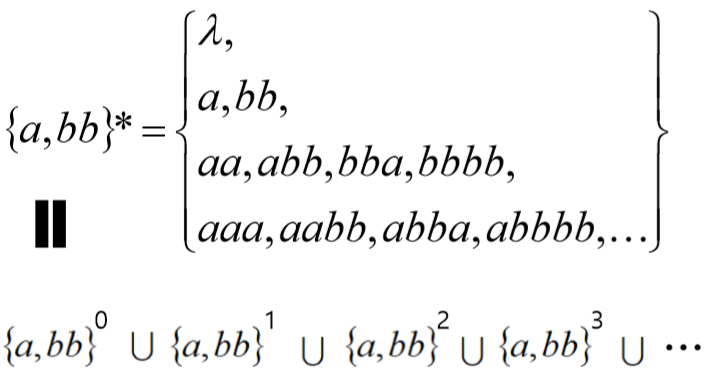 λ,
a,bb,
{a,bb}* = {aa,abb,bba,bbbb,}
aaa,aabb,abba,abbbb,…
{a,bb}⁰ ∪ {a,bb}¹ ∪ {a,bb}² ∪ {a,bb}³ ∪ ⋯